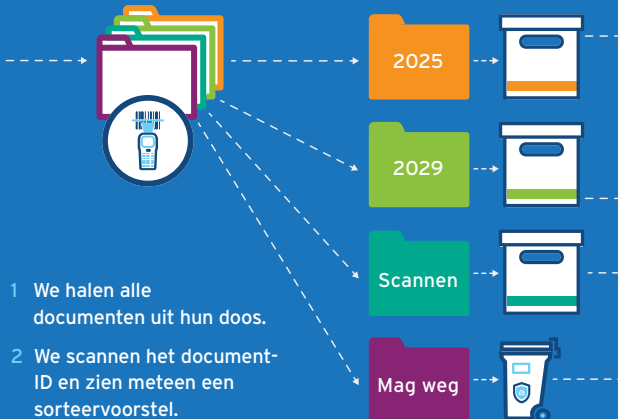 2025
2029
Scannen
Mag weg
1 We halen alle
documenten uit hun doos.
2 We scannen het document-
ID en zien meteen een
sorteervoorstel.